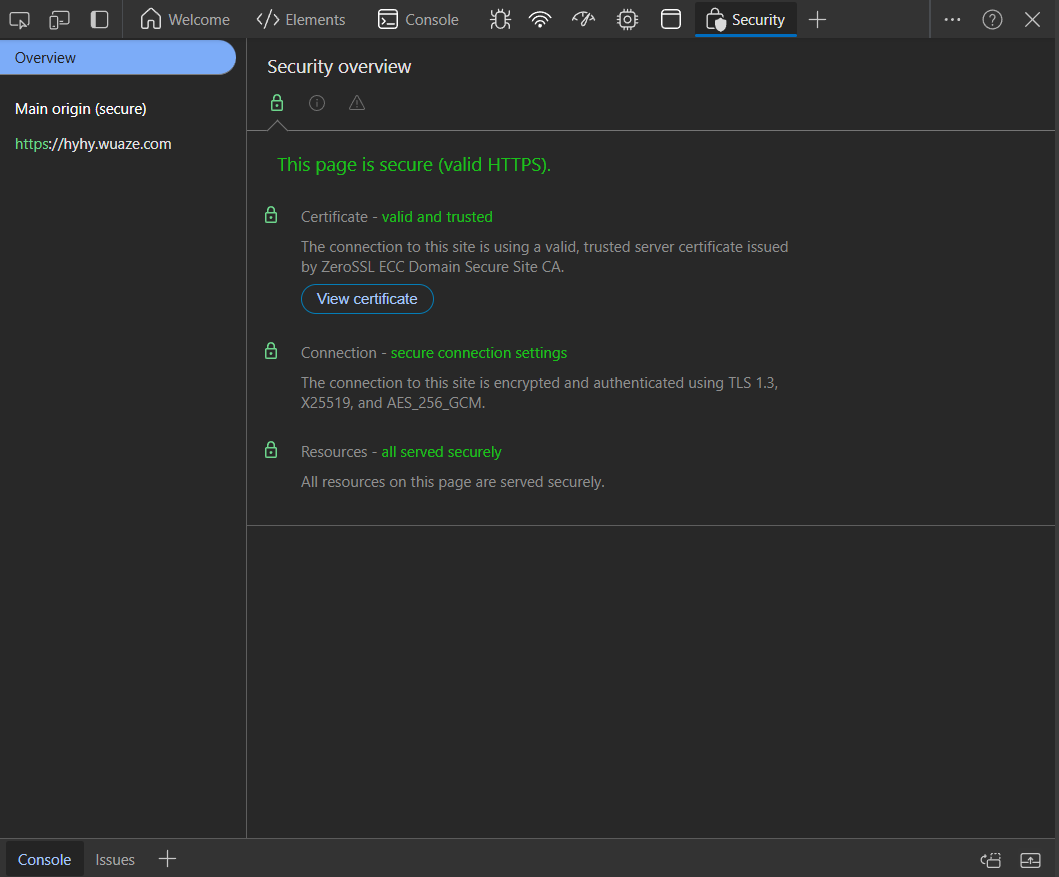 Welcome
Elements
Console
Security
Overview
Main origin (secure)
https://hyhy.wuaze.com
Security overview
This page is secure (valid HTTPS).
Certificate - valid and trusted
The connection to this site is using a valid, trusted server certificate issued
by ZeroSSL ECC Domain Secure Site CA.
View certificate
Connection - secure connection settings
The connection to this site is encrypted and authenticated using TLS 1.3,
X25519, and AES_256_GCM.
Resources - all served securely
All resources on this page are served securely.
Console
Issues